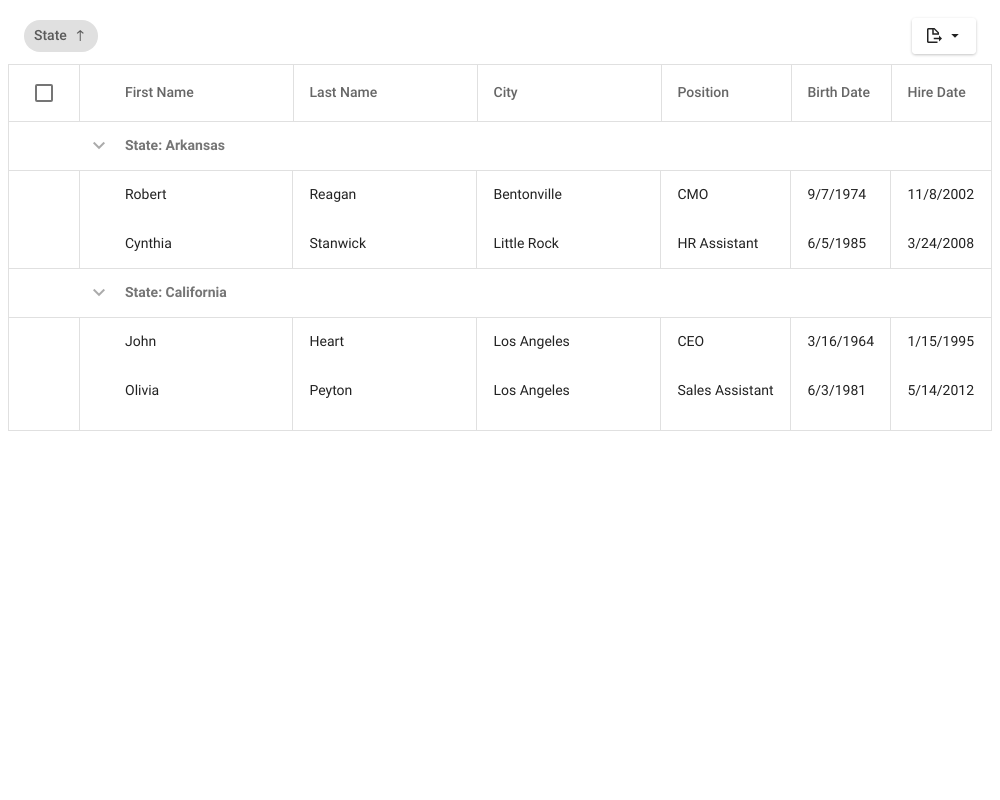 State ↑
First Name Last Name City Position Birth Date Hire Date
State: Arkansas
Robert Reagan Bentonville CMO 9/7/1974 11/8/2002
Cynthia Stanwick Little Rock HR Assistant 6/5/1985 3/24/2008
State: California
John Heart Los Angeles CEO 3/16/1964 1/15/1995
Olivia Peyton Los Angeles Sales Assistant 6/3/1981 5/14/2012